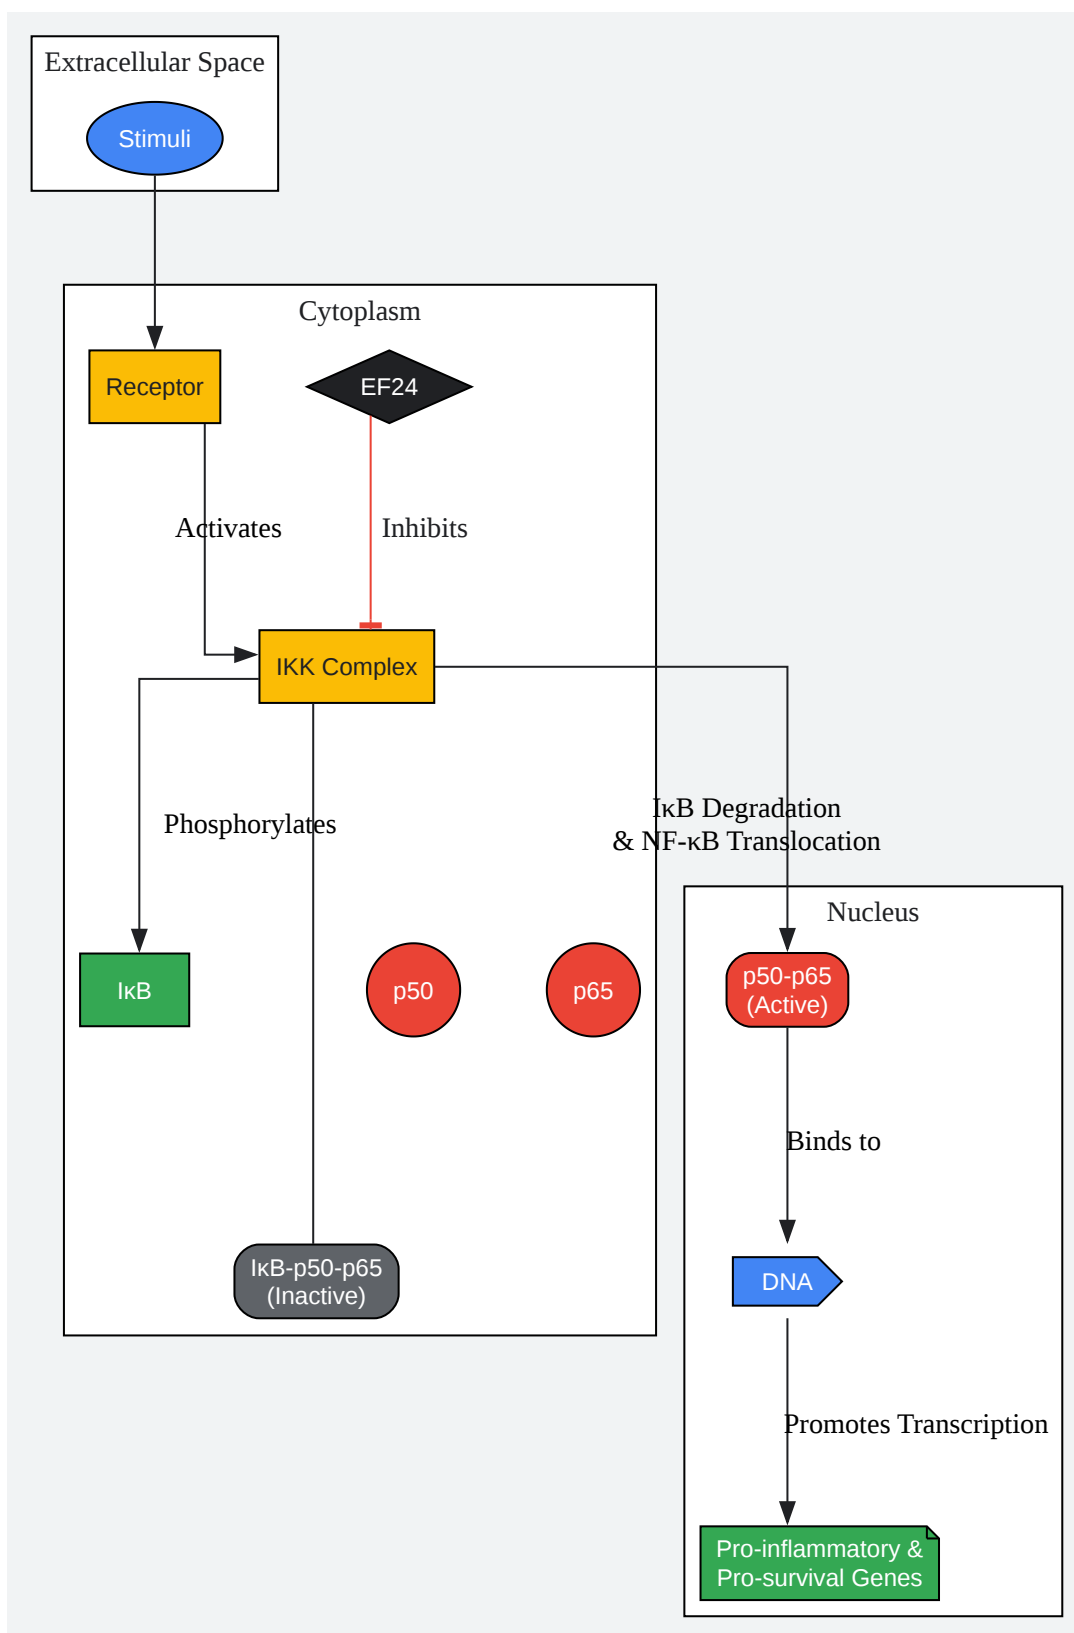 Extracellular Space
Stimuli
Cytoplasm
Receptor
EF24
Activates
Inhibits
IKK Complex
Phosphorylates
IκB Degradation
& NF-κB Translocation
Nucleus
IκB
p50
p65
p50-p65
(Active)
Binds to
IκB-p50-p65
(Inactive)
DNA
Promotes Transcription
Pro-inflammatory &
Pro-survival Genes